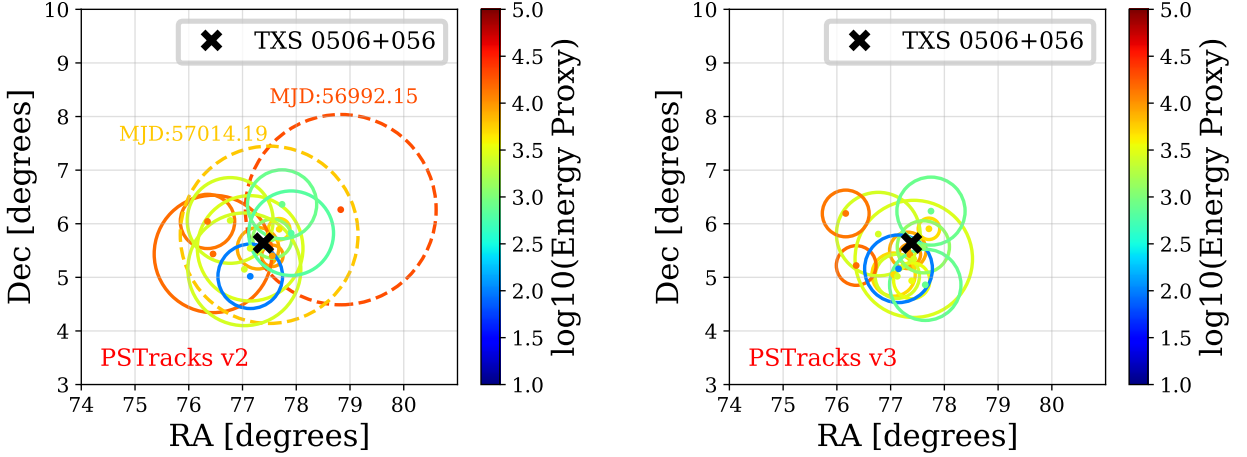 10
9
8
7
6
5
4
3
Dec [degrees]
TXS 0506+056
MJD:56992.15
MJD:57014.19
PSTracks v2
74 75 76 77 78 79 80
RA [degrees]
5.0
4.5
4.0
3.5
3.0
2.5
2.0
1.5
1.0
log10(Energy Proxy)
10
9
8
7
6
5
4
3
Dec [degrees]
TXS 0506+056
PSTracks v3
74 75 76 77 78 79 80
RA [degrees]
5.0
4.5
4.0
3.5
3.0
2.5
2.0
1.5
1.0
log10(Energy Proxy)